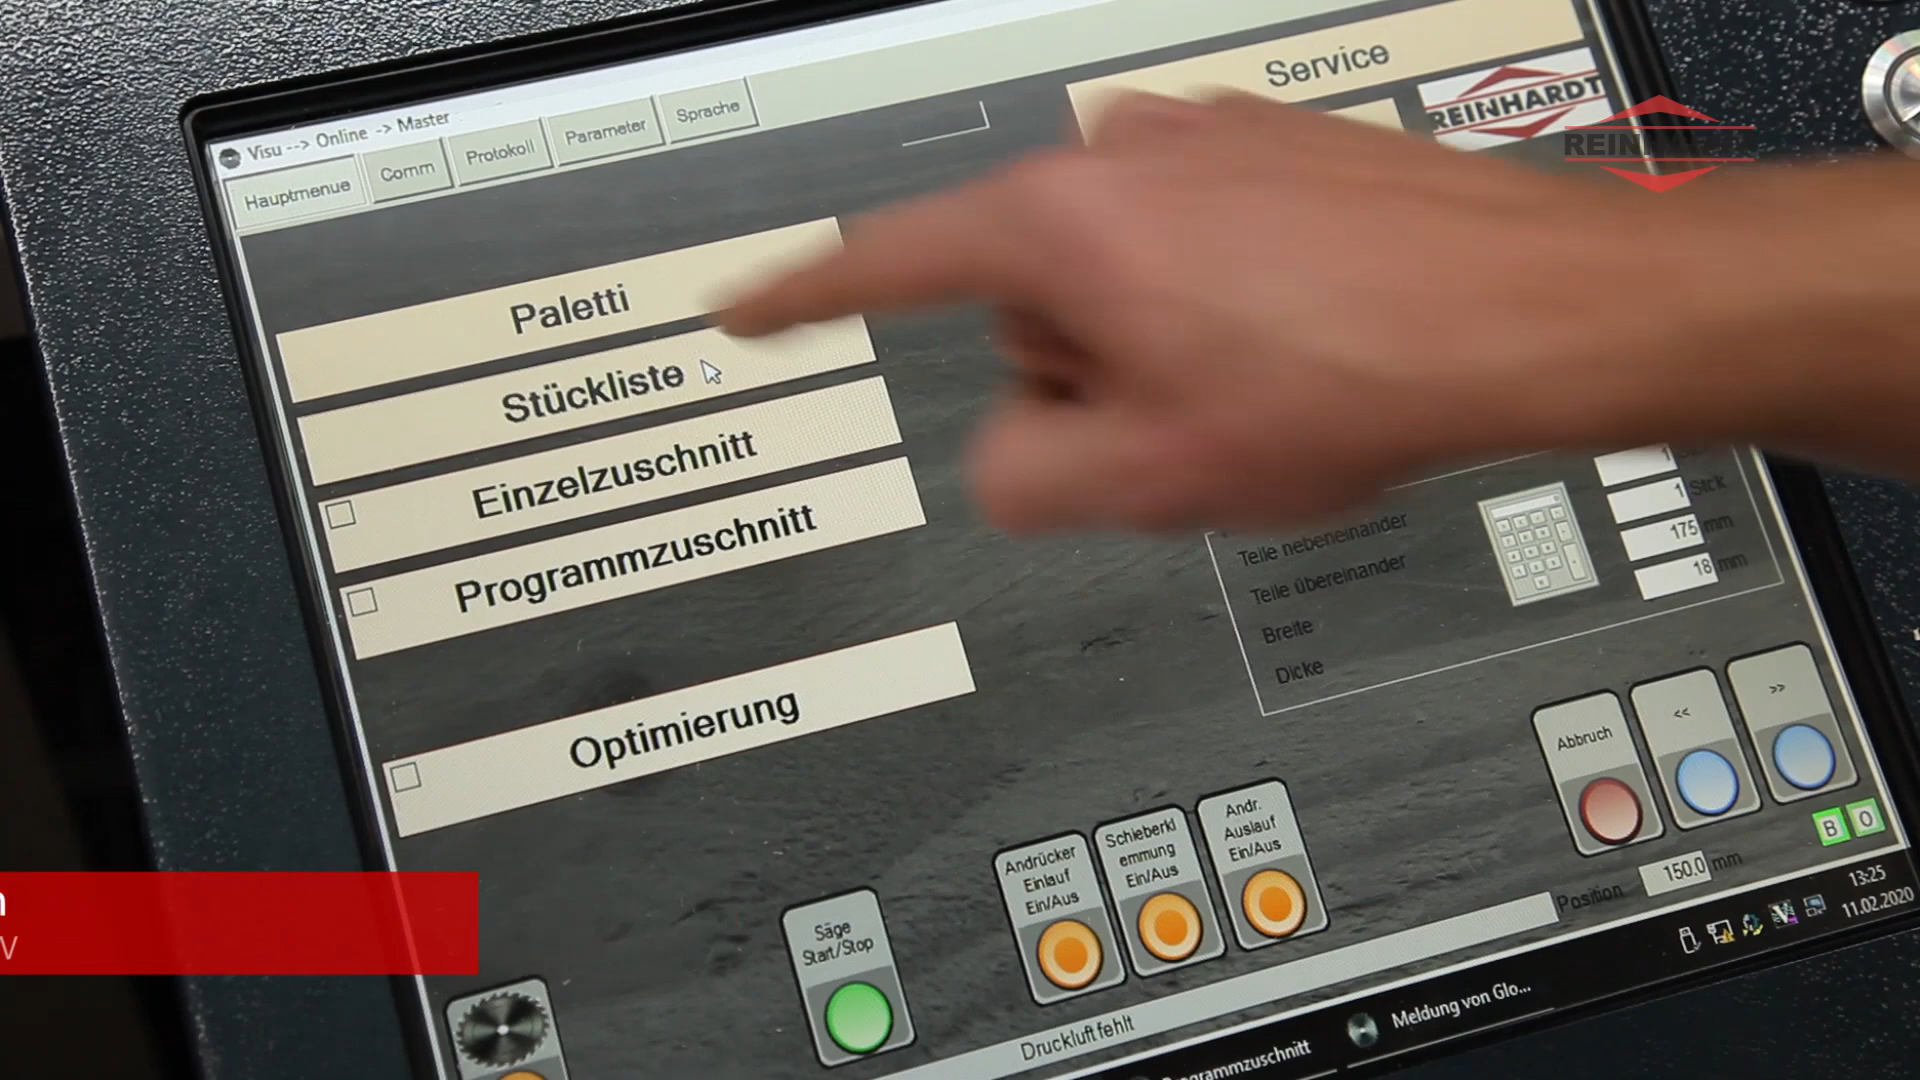 Visu --> Online -> Master
Hauptmenue
Comm
Protokoll
Parameter
Sprache
Service
REINHARDT
REINHARDT
Paletti
Stückliste
Einzelzuschnitt
Programmzuschnitt
Optimierung
1
1 Stck
175 mm
18 mm
Teile nebeneinander
Teile übereinander
Breite
Dicke
Abbruch
<<
>>
B O
Andrücker
Einlauf
Ein/Aus
Schieberkl
emmung
Ein/Aus
Andr.
Auslauf
Ein/Aus
Säge
Start/Stop
Position 150.0 mm
Druckluft fehlt
13:25
11.02.2020
Programmzuschnitt
Meldung von Glo...